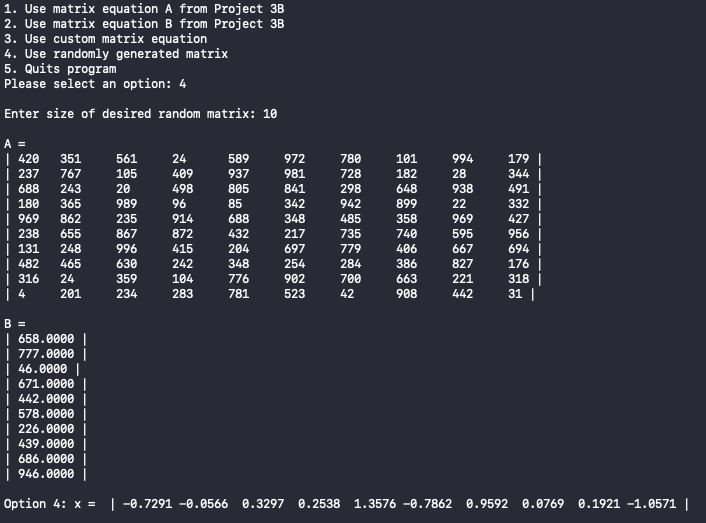 1. Use matrix equation A from Project 3B
2. Use matrix equation B from Project 3B
3. Use custom matrix equation
4. Use randomly generated matrix
5. Quits program
Please select an option: 4
Enter size of desired random matrix: 10
A =
| 420 351 561 24 589 972 780 101 994 179 |
| 237 767 105 409 937 981 728 182 28 344 |
| 688 243 20 498 805 841 298 648 938 491 |
| 180 365 989 96 85 342 942 899 22 332 |
| 969 862 235 914 688 348 485 358 969 427 |
| 238 655 867 872 432 217 735 740 595 956 |
| 131 248 996 415 204 697 779 406 667 694 |
| 482 465 630 242 348 254 284 386 827 176 |
| 316 24 359 104 776 902 700 663 221 318 |
| 4 201 234 283 781 523 42 908 442 31 |
B =
| 658.0000 |
| 777.0000 |
| 46.0000 |
| 671.0000 |
| 442.0000 |
| 578.0000 |
| 226.0000 |
| 439.0000 |
| 686.0000 |
| 946.0000 |
Option 4: x = | -0.7291 -0.0566 0.3297 0.2538 1.3576 -0.7862 0.9592 0.0769 0.1921 -1.0571 |